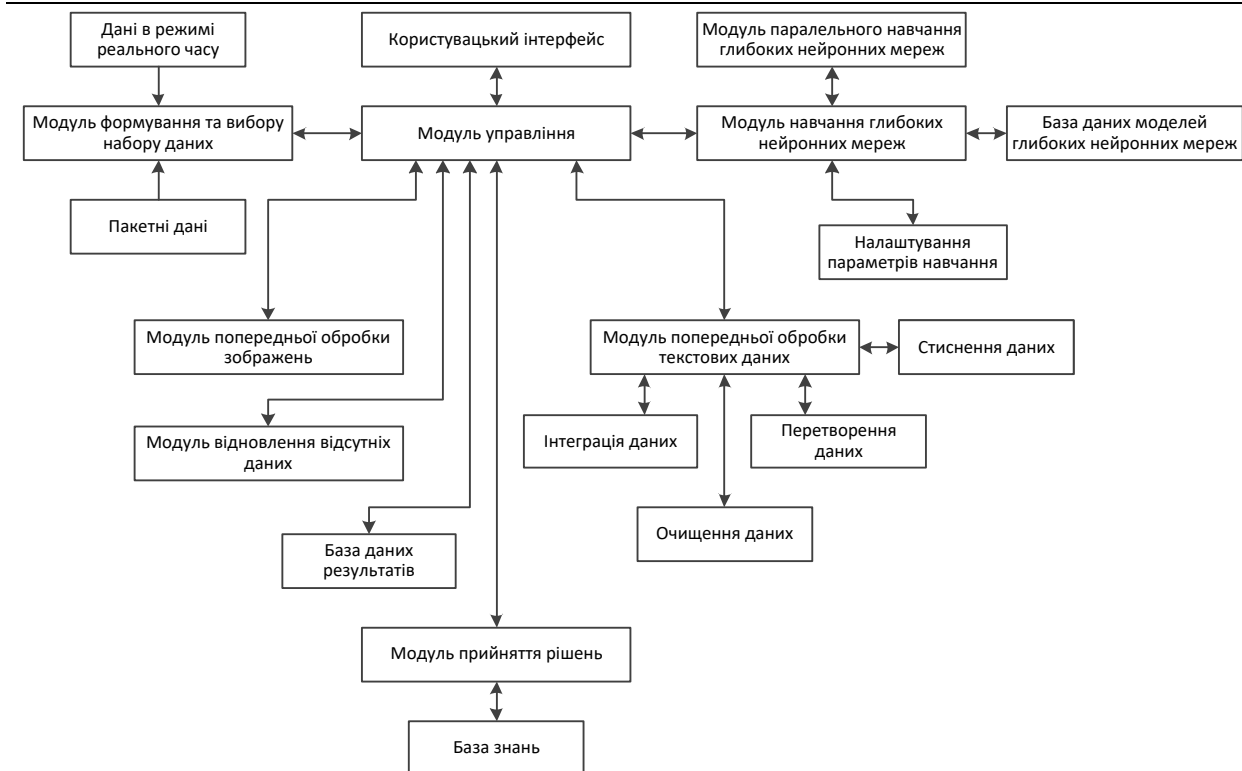 Дані в режимі
реального часу
Користувацький інтерфейс
Модуль паралельного навчання
глибоких нейронних мереж
Модуль формування та вибору
набору даних
Модуль управління
Модуль навчання глибоких
нейронних мереж
База даних моделей
глибоких нейронних мереж
Пакетні дані
Налаштування
параметрів навчання
Модуль попередньої обробки
зображень
Модуль попередньої обробки
текстових даних
Стиснення даних
Модуль відновлення відсутніх
даних
Інтеграція даних
Перетворення
даних
База даних
результатів
Очищення даних
Модуль прийняття рішень
База знань